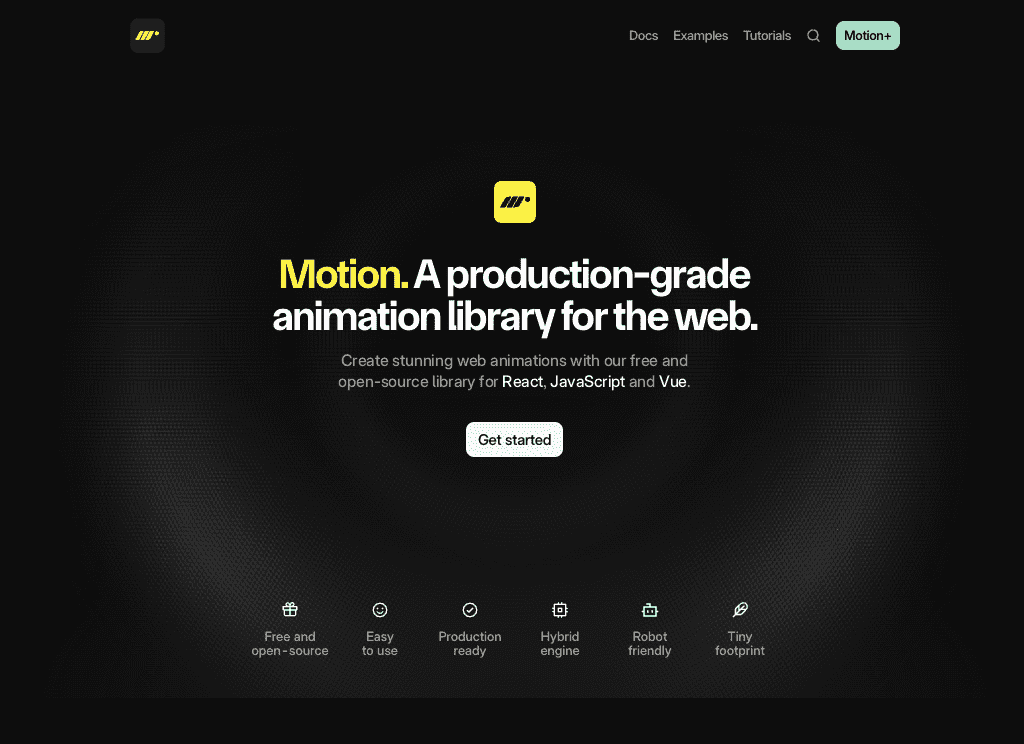 Docs Examples Tutorials Motion+
Motion. A production-grade
animation library for the web.
Create stunning web animations with our free and
open-source library for React, JavaScript and Vue.
Get started
Free and
open-source
Easy
to use
Production
ready
Hybrid
engine
Robot
friendly
Tiny
footprint